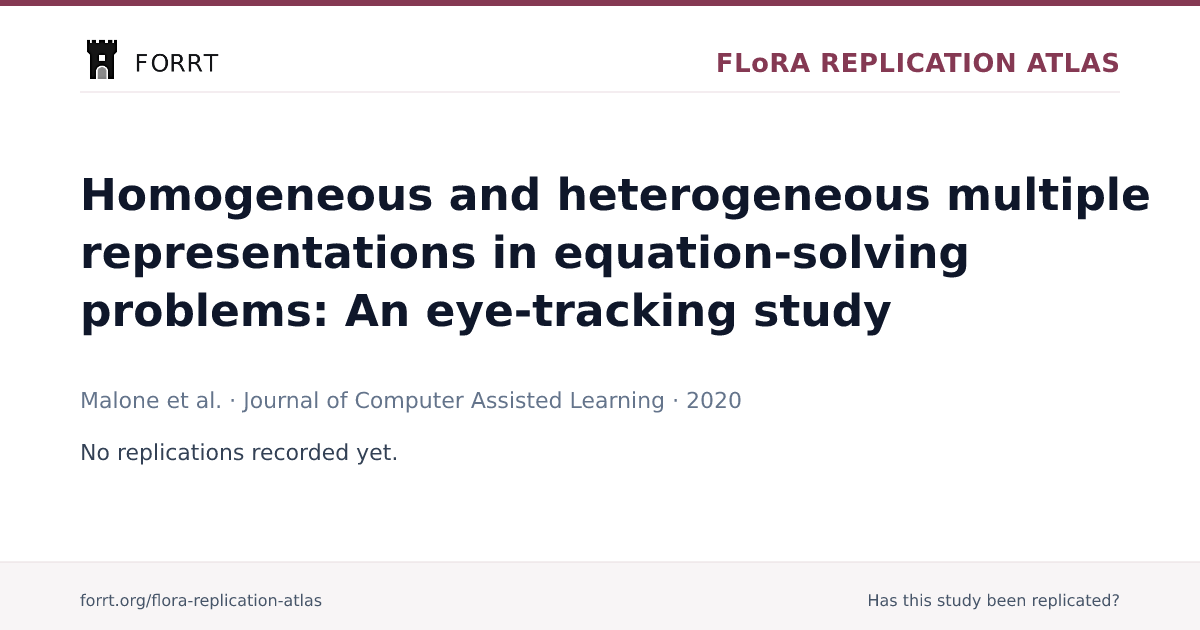 FORRT
FLoRA REPLICATION ATLAS
Homogeneous and heterogeneous multiple
representations in equation-solving
problems: An eye-tracking study
Malone et al. · Journal of Computer Assisted Learning · 2020
No replications recorded yet.
forrt.org/flora-replication-atlas
Has this study been replicated?